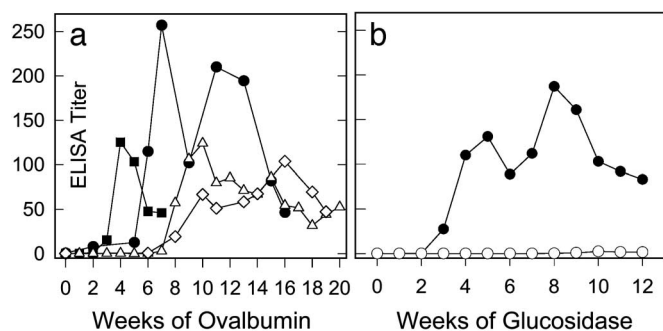 a
b
ELISA Titer
250
200
150
100
50
0
0 2 4 6 8 10 12 14 16 18 20
0 2 4 6 8 10 12
Weeks of Ovalbumin
Weeks of Glucosidase